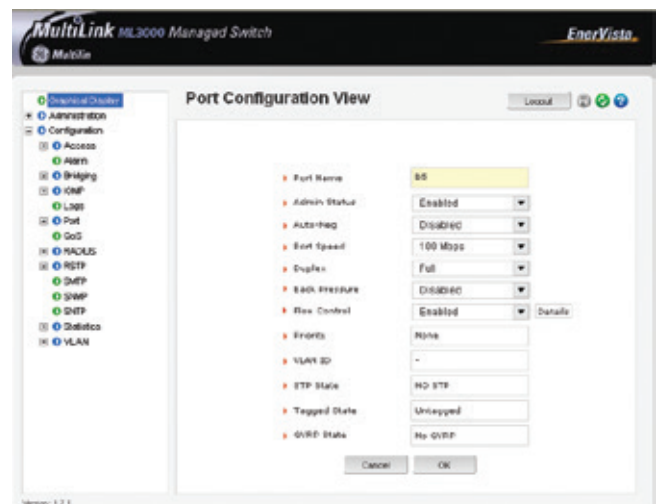 MultiLink ML3000 Managed Switch
EnerVista
Multilin
Graphical Display
Administration
Configuration
Access
Alarm
Bridging
IGMP
Logs
Port
QoS
RADIUS
RSTP
SMTP
SNMP
SNTP
Statistics
VLAN
Port Configuration View
Logout
Port Name
Admin Status Enabled
Auto-Neg Disabled
Port Speed 100 Mbps
Duplex Full
Back Pressure Disabled
Flow Control Enabled Details
Priority None
VLAN ID -
STP State NO STP
Tagged State Untagged
GVRP State No GVRP
Cancel OK